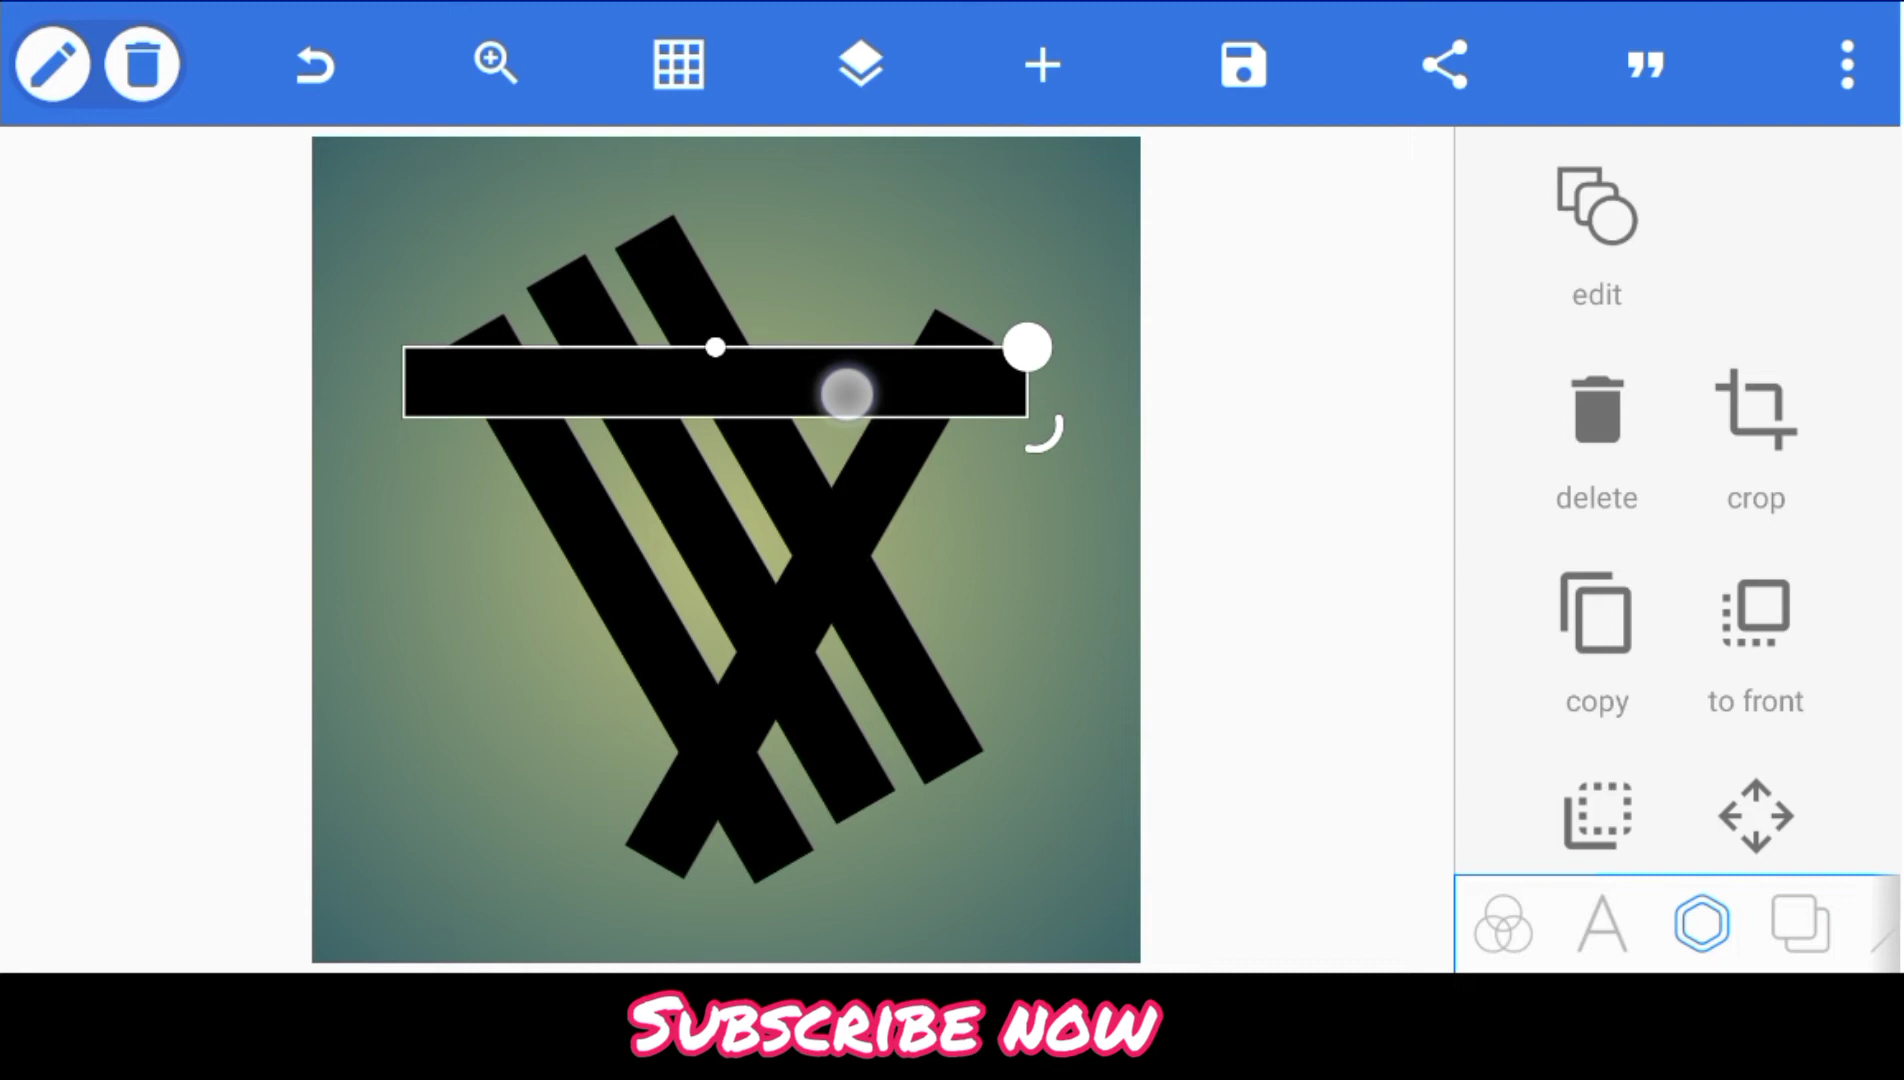 edit
delete
crop
copy
to front
Subscribe now